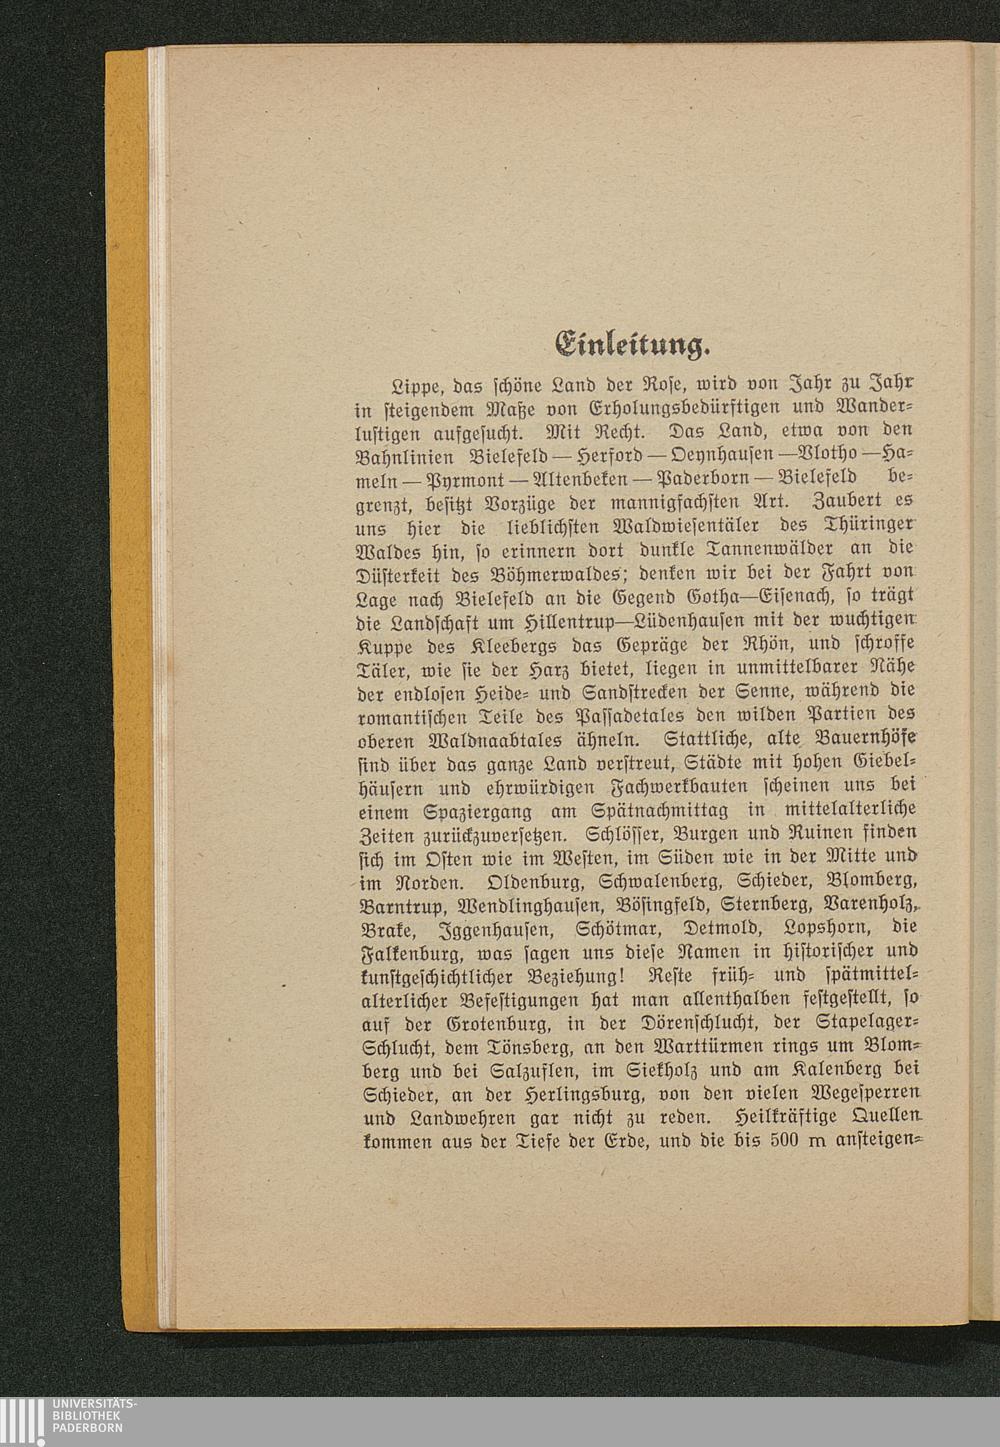 Einleitung.
Lippe, das schöne Land der Rose, wird von Jahr zu Jahr
in steigendem Maße von Erholungsbedürftigen und Wander-
lustigen aufgesucht. Mit Recht. Das Land, etwa von den
Bahnlinien Bielefeld — Herford — Oeynhausen — Vlotho — Ha-
meln — Pyrmont — Altenbeken — Paderborn — Bielefeld be-
grenzt, besitzt Vorzüge der mannigfachsten Art. Zaubert es
uns hier die lieblichsten Waldwiesentäler des Thüringer
Waldes hin, so erinnern dort dunkle Tannenwälder an die
Düsterkeit des Böhmerwaldes; denken wir bei der Fahrt von
Lage nach Bielefeld an die Gegend Gotha—Eisenach, so trägt
die Landschaft um Hillentrup—Lüdenhausen mit der wuchtigen
Kuppe des Kleebergs das Gepräge der Rhön, und schroffe
Täler, wie sie der Harz bietet, liegen in unmittelbarer Nähe
der endlosen Heide- und Sandstrecken der Senne, während die
romantischen Teile des Passadetales den wilden Partien des
oberen Waldnaabtales ähneln. Stattliche, alte Bauernhöfe
sind über das ganze Land verstreut, Städte mit hohen Giebel-
häusern und ehrwürdigen Fachwerkbauten scheinen uns bei
einem Spaziergang am Spätnachmittag in mittelalterliche
Zeiten zurückzuversetzen. Schlösser, Burgen und Ruinen finden
sich im Osten wie im Westen, im Süden wie in der Mitte und
im Norden. Oldenburg, Schwalenberg, Schieder, Blomberg,
Barntrup, Wendlinghausen, Bösingfeld, Sternberg, Varenholz,
Brake, Iggenhausen, Schötmar, Detmold, Lopshorn, die
Falkenburg, was sagen uns diese Namen in historischer und
kunstgeschichtlicher Beziehung! Reste früh- und spätmittel-
alterlicher Befestigungen hat man allenthalben festgestellt, so
auf der Grotenburg, in der Dörenschlucht, der Stapelager-
Schlucht, dem Tönsberg, an den Warttürmen rings um Blom-
berg und bei Salzuflen, im Siekholz und am Kalenberg bei
Schieder, an der Herlingsburg, von den vielen Wegesperren
und Landwehren gar nicht zu reden. Heilkräftige Quellen
kommen aus der Tiefe der Erde, und die bis 500 m ansteigen-
UNIVERSITÄTS-
BIBLIOTHEK
PADERBORN